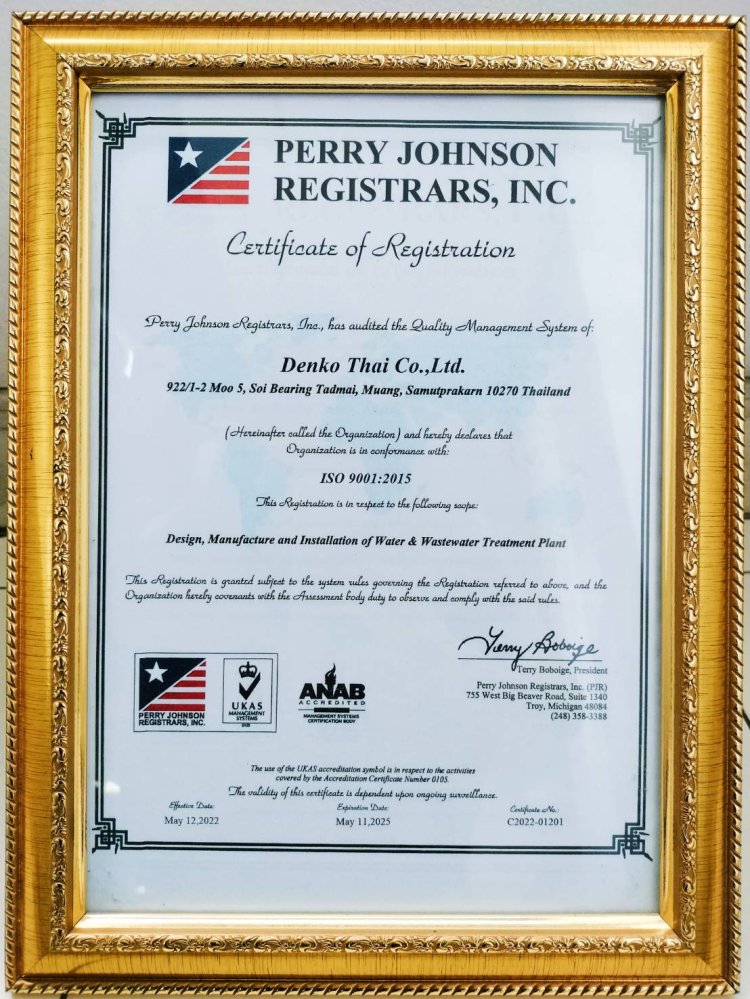 PERRY JOHNSON
REGISTRARS, INC.
Certificate of Registration
Perry Johnson Registrars, Inc., has audited the Quality Management System of:
Denko Thai Co.,Ltd.
922/1-2 Moo 5, Soi Bearing Tadmai, Muang, Samutprakarn 10270 Thailand
(Hereinafter called the Organization) and hereby declares that
Organization is in conformance with:
ISO 9001:2015
This Registration is in respect to the following scope:
Design, Manufacture and Installation of Water & Wastewater Treatment Plant
This Registration is granted subject to the system rules governing the Registration referred to above, and the
Organization hereby covenants with the Assessment body duty to observe and comply with the said rules.
Terry Boboige
Terry Boboige, President
Perry Johnson Registrars, Inc. (PJR)
755 West Big Beaver Road, Suite 1340
Troy, Michigan 48084
(248) 358-3388
PERRY JOHNSON
REGISTRARS, INC.
UKAS
MANAGEMENT
SYSTEMS
ANAB
ACCREDITED
MANAGEMENT SYSTEMS
CERTIFICATION BODY
The use of the UKAS accreditation symbol is in respect to the activities
covered by the Accreditation Certificate Number 0105.
The validity of this certificate is dependent upon ongoing surveillance.
Effective Date: Expiration Date: Certificate No.:
May 12,2022 May 11,2025 C2022-01201